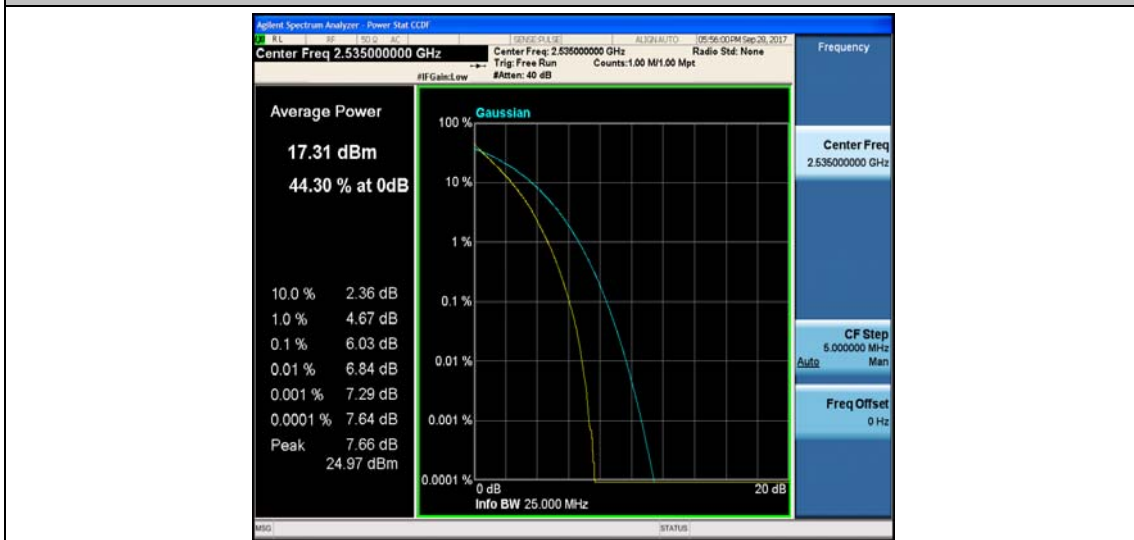 Agilent Spectrum Analyzer - Power Stat CCDF
RL RF 50 Ω AC SENSE:PULSE ALIGN AUTO 05:56:00 PM Sep 20, 2017
Center Freq 2.535000000 GHz
Center Freq: 2.535000000 GHz Radio Std: None
Trig: Free Run Counts:1.00 M/1.00 Mpt
#IFGain:Low #Atten: 40 dB
Frequency
Average Power
17.31 dBm
44.30 % at 0dB
10.0 % 2.36 dB
1.0 % 4.67 dB
0.1 % 6.03 dB
0.01 % 6.84 dB
0.001 % 7.29 dB
0.0001 % 7.64 dB
Peak 7.66 dB
24.97 dBm
Gaussian
100 %
10 %
1 %
0.1 %
0.01 %
0.001 %
0.0001 %
0 dB 20 dB
Info BW 25.000 MHz
Center Freq
2.535000000 GHz
CF Step
5.000000 MHz
Auto Man
Freq Offset
0 Hz
MSG STATUS